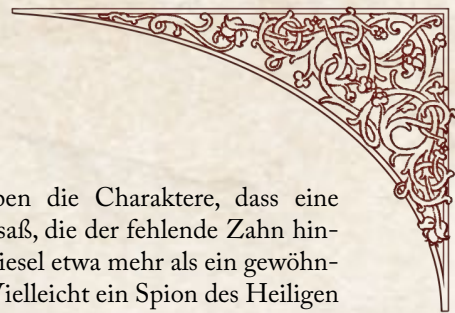 ben die Charaktere, dass eine
saß, die der fehlende Zahn hin-
iesel etwa mehr als ein gewöhn-
Vielleicht ein Spion des Heiligen